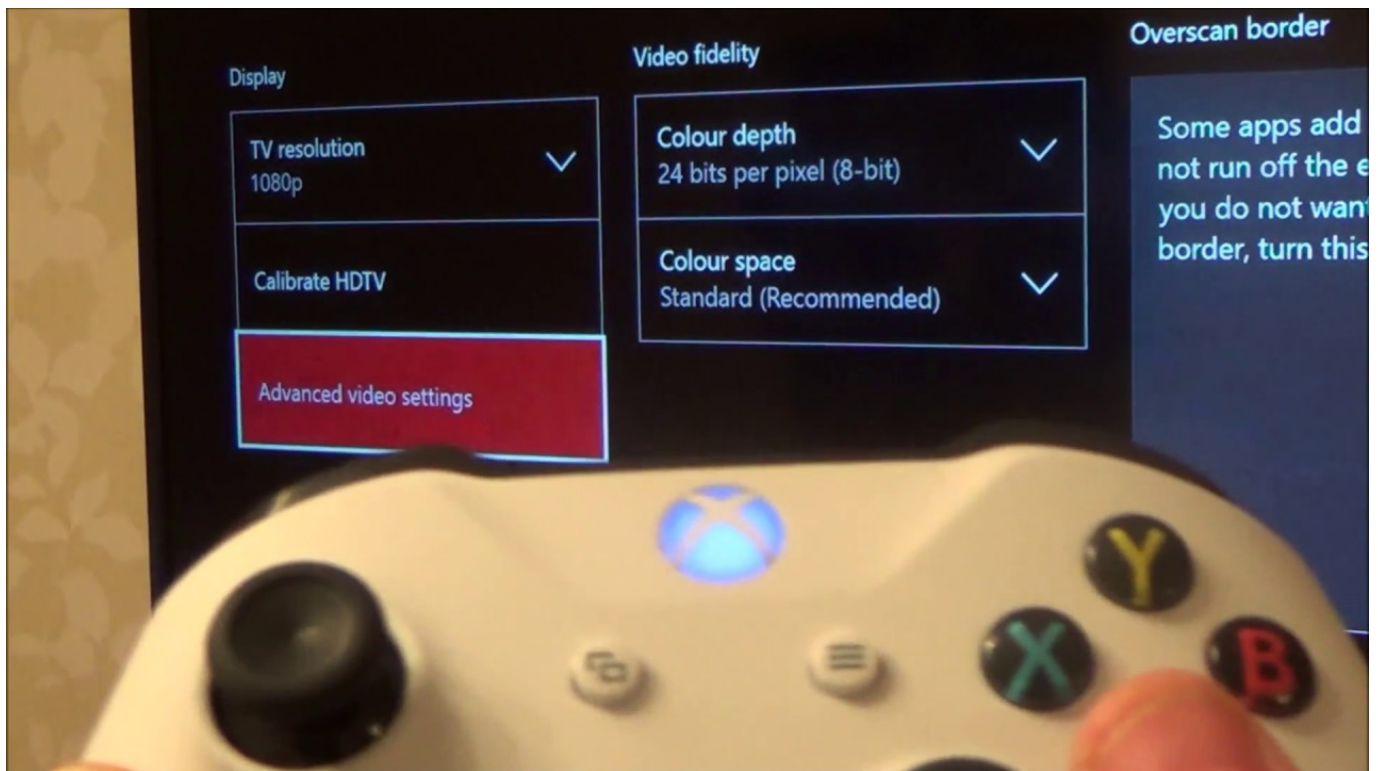 Display
TV resolution
1080p
Calibrate HDTV
Advanced video settings
Video fidelity
Colour depth
24 bits per pixel (8-bit)
Colour space
Standard (Recommended)
Overscan border
Some apps add
not run off the e
you do not want
border, turn this
Y
X
B